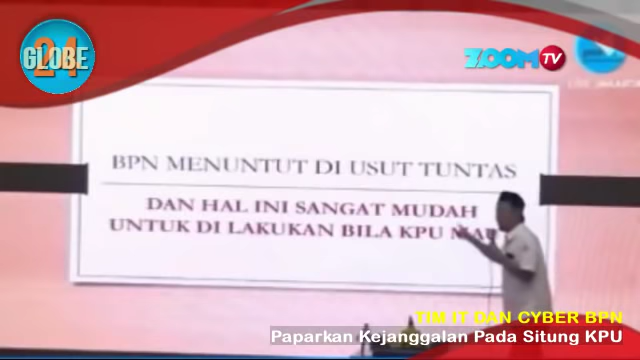 24
GLOBE
ZOOM TV
BPN MENUNTUT DI USUT TUNTAS
DAN HAL INI SANGAT MUDAH
UNTUK DI LAKUKAN BILA KPU MAU
TIM IT DAN CYBER BPN
Paparkan Kejanggalan Pada Situng KPU